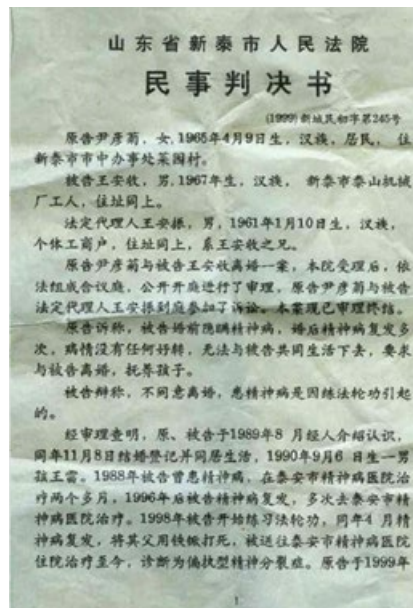 山东省新泰市人民法院
民事判决书
(1999)新城民初字第245号
原告尹彦菊，女，1965年4月9日生，汉族，居民，住
新泰市市中办事处菜园村。
被告王安收，男，1967年生，汉族，新泰市泰山机械
厂工人，住址同上。
法定代理人王安振，男，1961年1月10日生，汉族，
个体工商户，住址同上，系王安收之兄。
原告尹彦菊与被告王安收离婚一案，本院受理后，依
法组成合议庭，公开开庭进行了审理，原告尹彦菊与被告
法定代理人王安振到庭参加了诉讼。本案现已审理终结。
原告诉称，被告婚前隐瞒精神病，婚后精神病复发多
次，病情没有任何好转，无法与被告共同生活下去，要求
与被告离婚，抚养孩子。
被告辩称，不同意离婚，患精神病是因练法轮功引起
的。
经审理查明，原、被告于1989年8月经人介绍认识，
同年11月8日结婚登记并同居生活，1990年9月6日生一男
孩王雷。1988年被告曾患精神病，在泰安市精神病医院治
疗两个多月，1996年后被告精神病复发，多次去泰安市精
神病医院治疗。1998年被告开始练习法轮功，同年4月精
神病复发，将其父用铁锨打死，被送往泰安市精神病医院
住院治疗至今，诊断为偏执型精神分裂症。原告于1999年
1